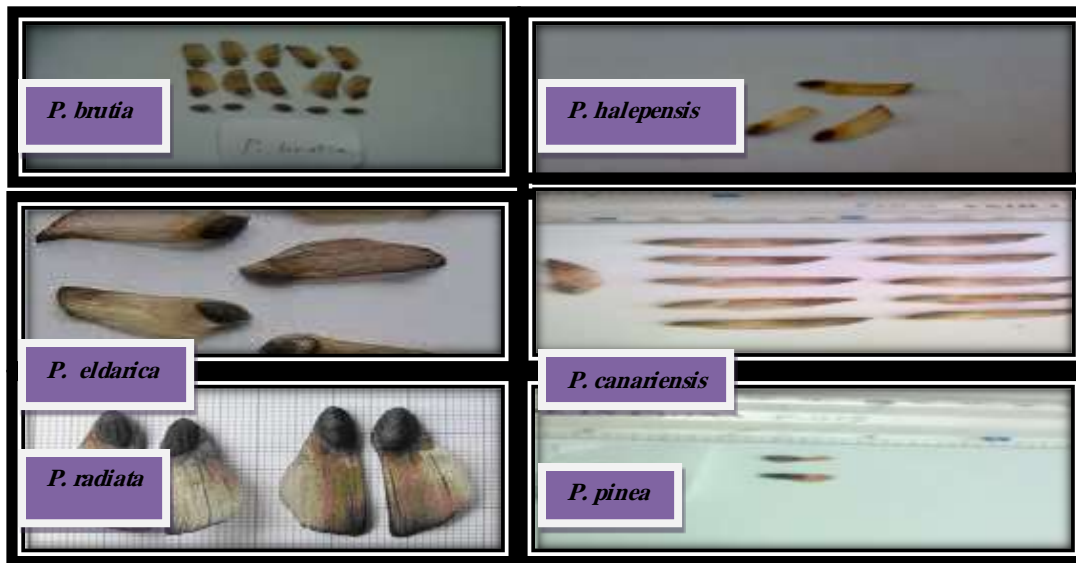 P. brutia
P. halepensis
P. eldarica
P. canariensis
P. radiata
P. pinea